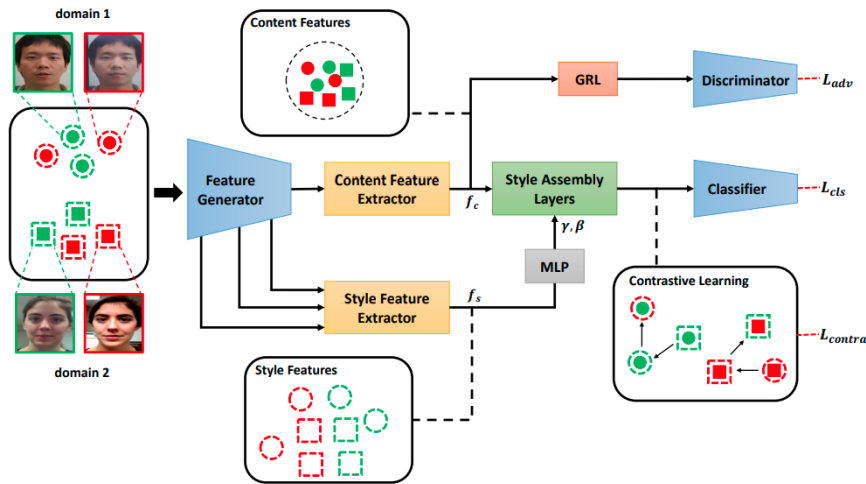 domain 1
Content Features
GRL
Discriminator
L_adv
Feature
Generator
Content Feature
Extractor
f_c
Style Assembly
Layers
Classifier
L_cls
γ, β
MLP
Style Feature
Extractor
f_s
Contrastive Learning
L_contra
domain 2
Style Features